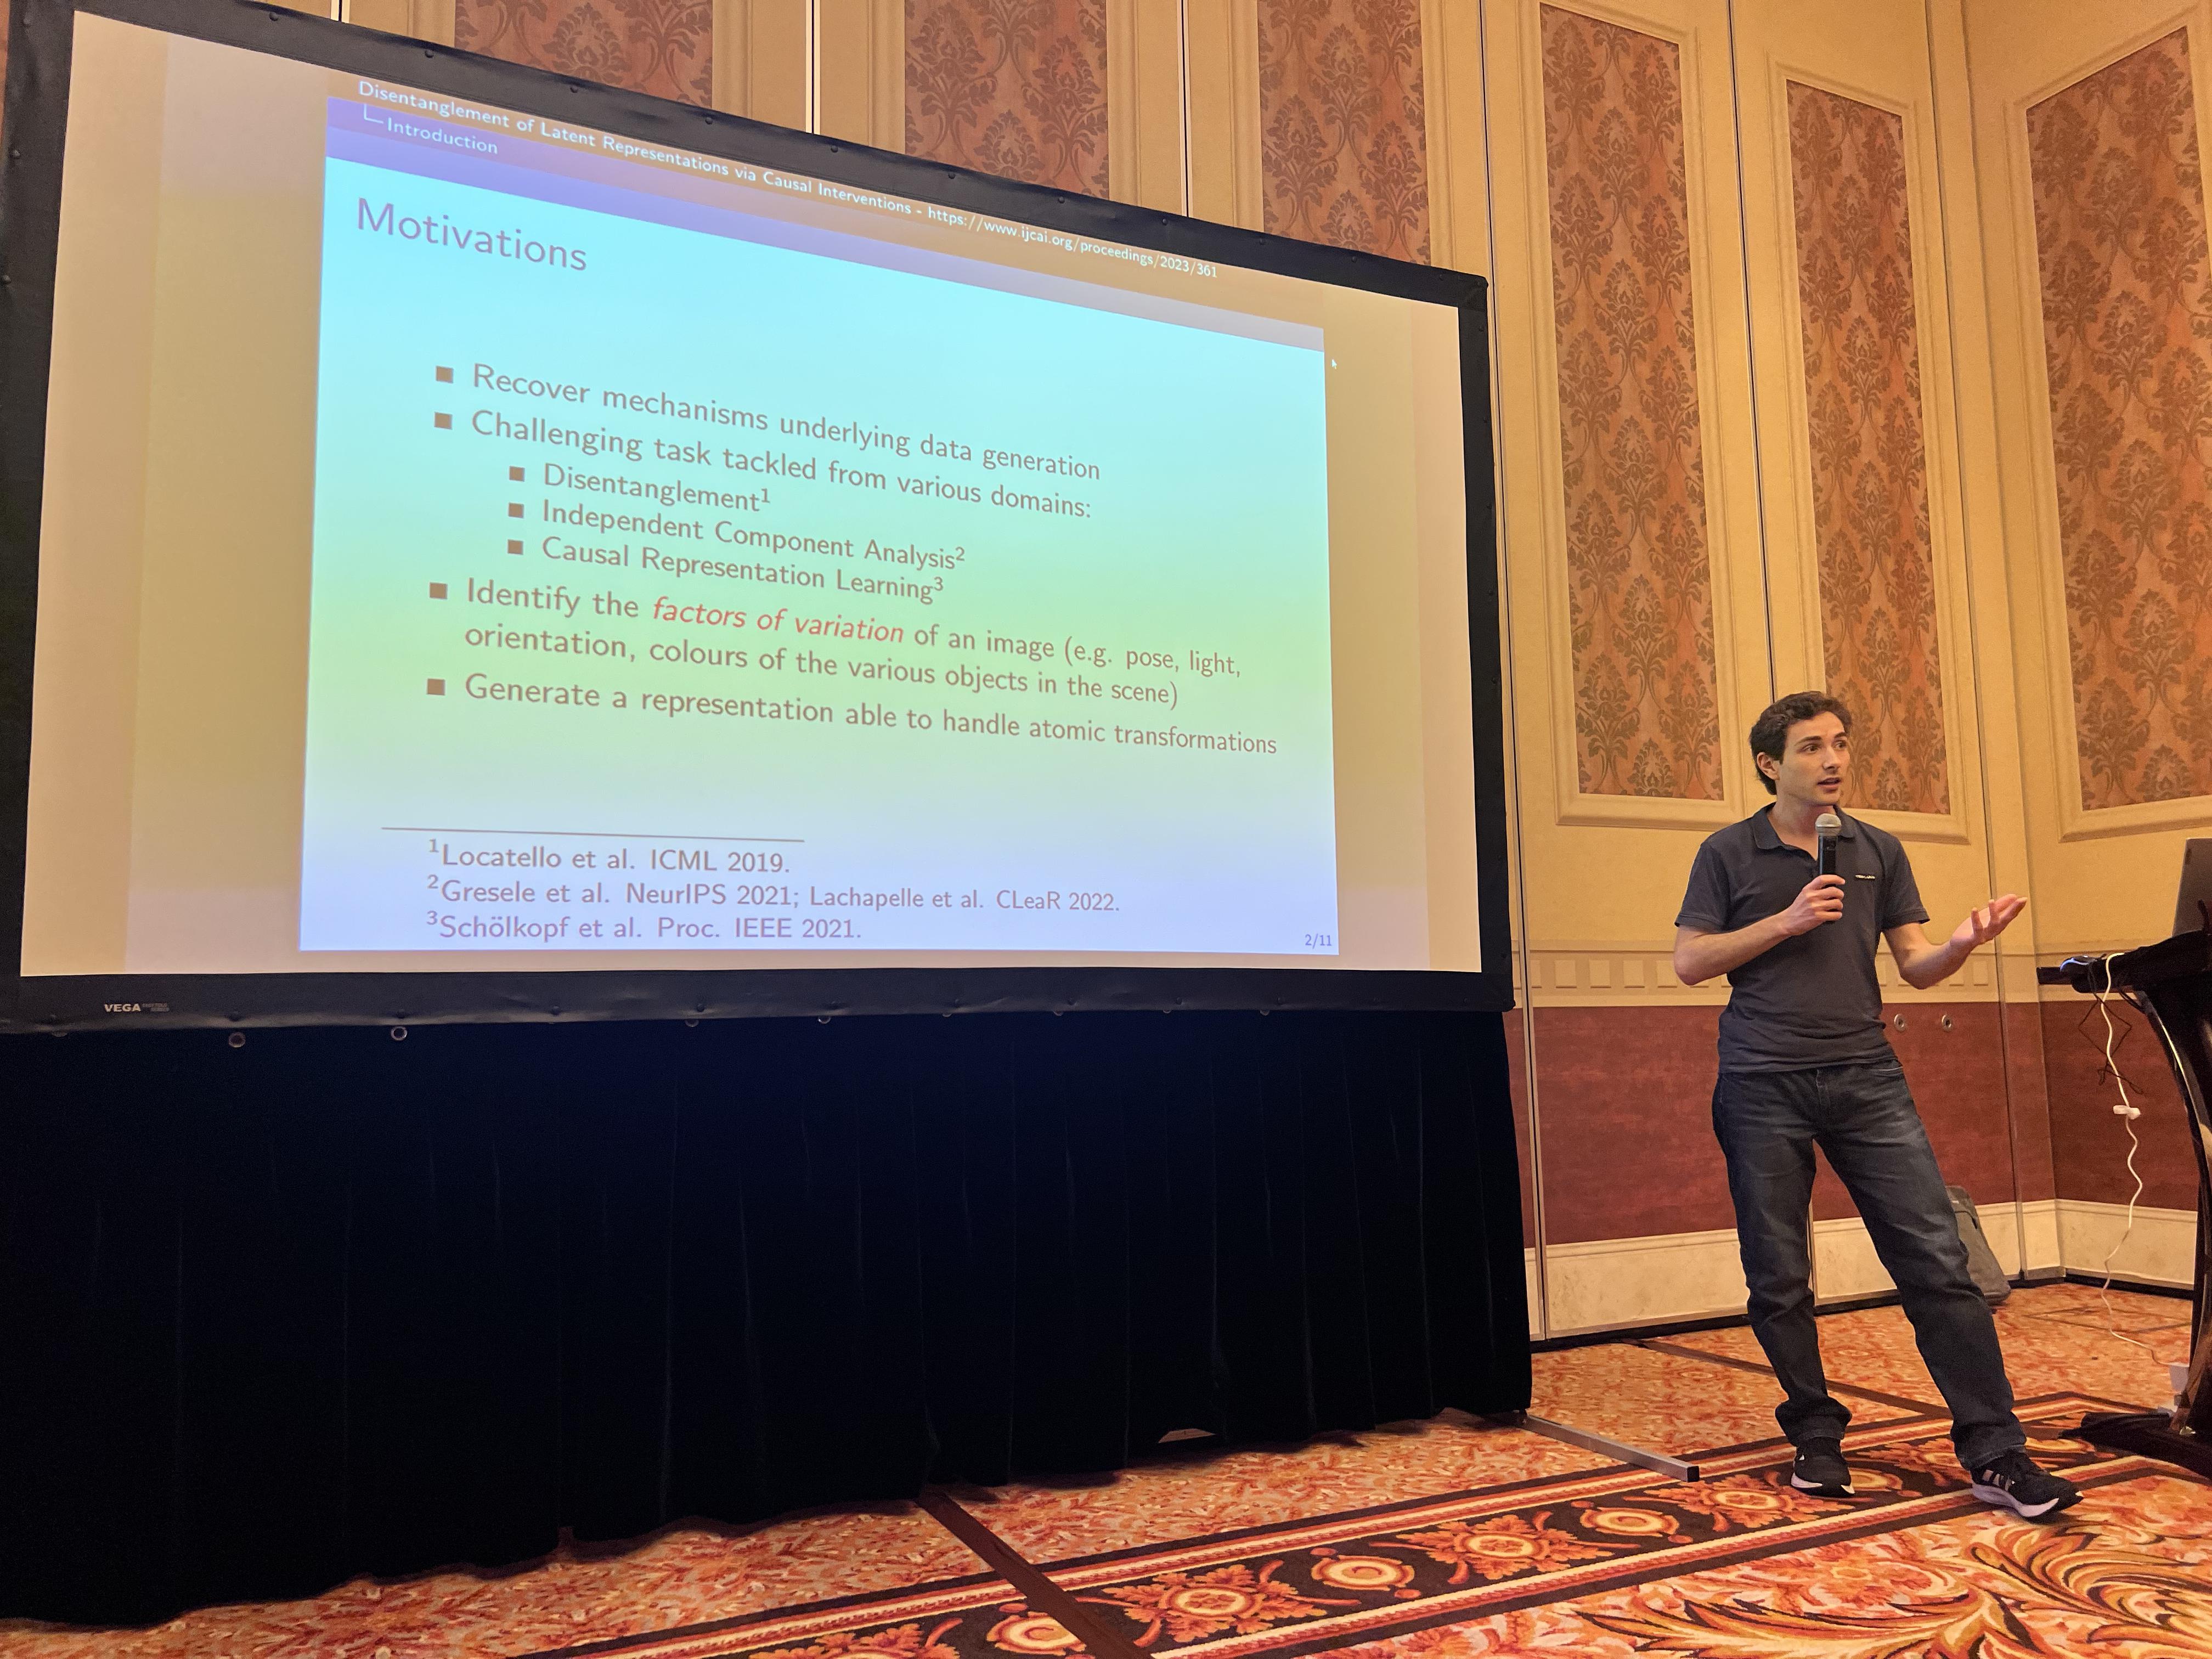 Disentanglement of Latent Representations via Causal Interventions - https://www.ijcai.org/proceedings/2023/361
Introduction
Motivations
■ Recover mechanisms underlying data generation
■ Challenging task tackled from various domains:
■ Disentanglement¹
■ Independent Component Analysis²
■ Causal Representation Learning³
■ Identify the factors of variation of an image (e.g. pose, light,
orientation, colours of the various objects in the scene)
■ Generate a representation able to handle atomic transformations
¹Locatello et al. ICML 2019.
²Gresele et al. NeurIPS 2021; Lachapelle et al. CLeaR 2022.
³Schölkopf et al. Proc. IEEE 2021.
2/11
VEGA